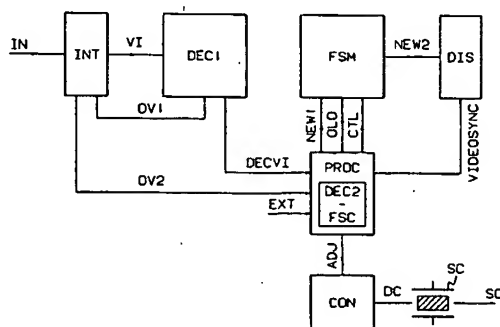 IN
INT
VI
DEC1
FSM
NEW2
DIS
OV1
NEW1
OLO
CTL
VIDEOSYNC
DECVI
PROC
OV2
DEC2
-
FSC
EXT
ADJ
CON
DC
SC
SO